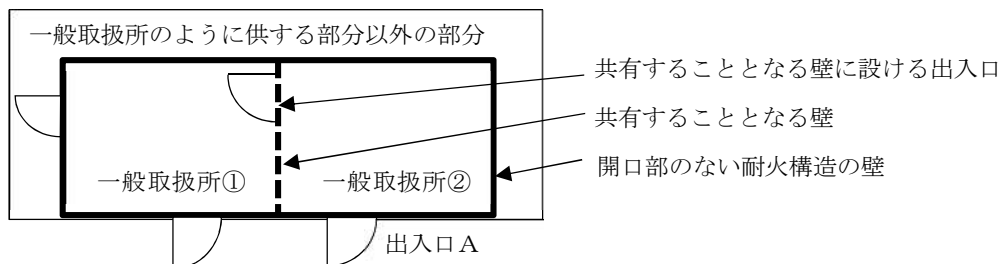 一般取扱所のように供する部分以外の部分
共有することとなる壁に設ける出入口
共有することとなる壁
開口部のない耐火構造の壁
一般取扱所①
一般取扱所②
出入口A